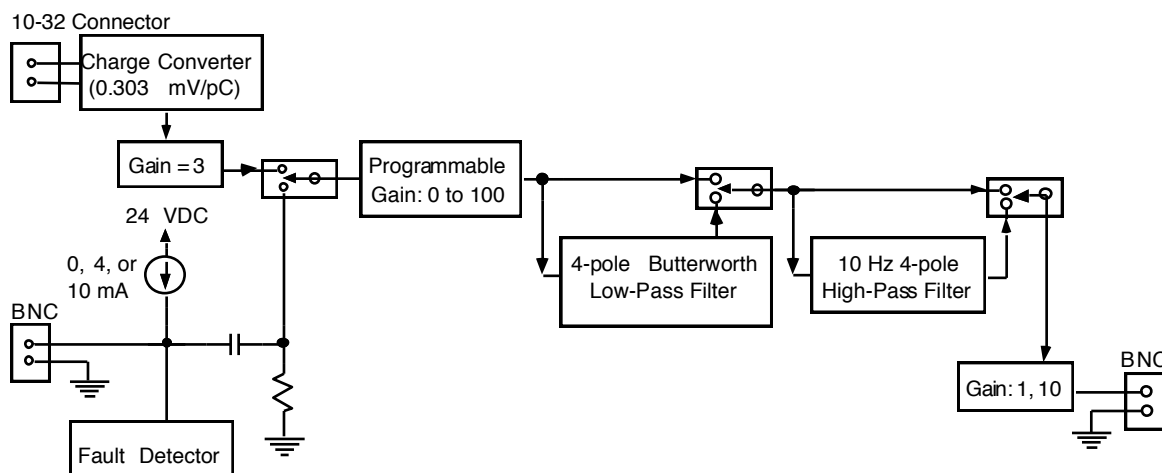 10-32 Connector
Charge Converter
(0.303 mV/pC)
Gain = 3
Programmable
Gain: 0 to 100
24 VDC
0, 4, or
10 mA
4-pole Butterworth
Low-Pass Filter
10 Hz 4-pole
High-Pass Filter
BNC
Gain: 1, 10
BNC
Fault Detector